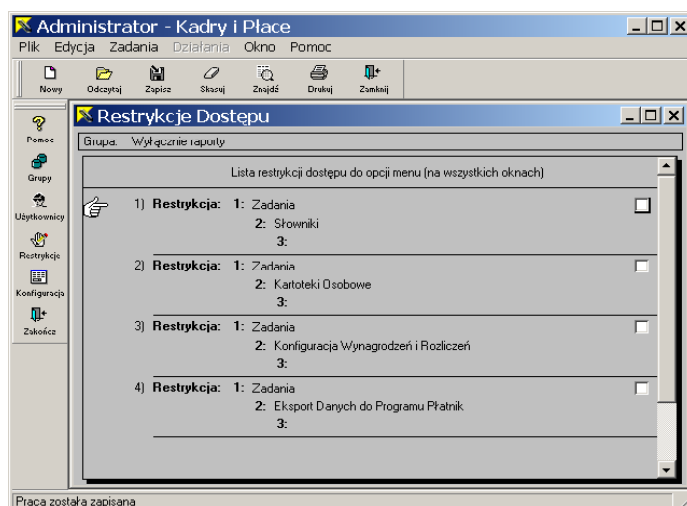 Administrator - Kadry i Płace
Plik Edycja Zadania Działania Okno Pomoc
Nowy Odczytaj Zapisz Skasuj Znajdź Drukuj Zamknij
Pomoc
Grupy
Użytkownicy
Restrykcje
Konfiguracja
Zakończ
Restrykcje Dostępu
Grupa: Wyłącznie raporty
Lista restrykcji dostępu do opcji menu (na wszystkich oknach)
1) Restrykcja: 1: Zadania
2: Słowniki
3:
2) Restrykcja: 1: Zadania
2: Kartoteki Osobowe
3:
3) Restrykcja: 1: Zadania
2: Konfiguracja Wynagrodzeń i Rozliczeń
3:
4) Restrykcja: 1: Zadania
2: Eksport Danych do Programu Płatnik
3:
Praca została zapisana